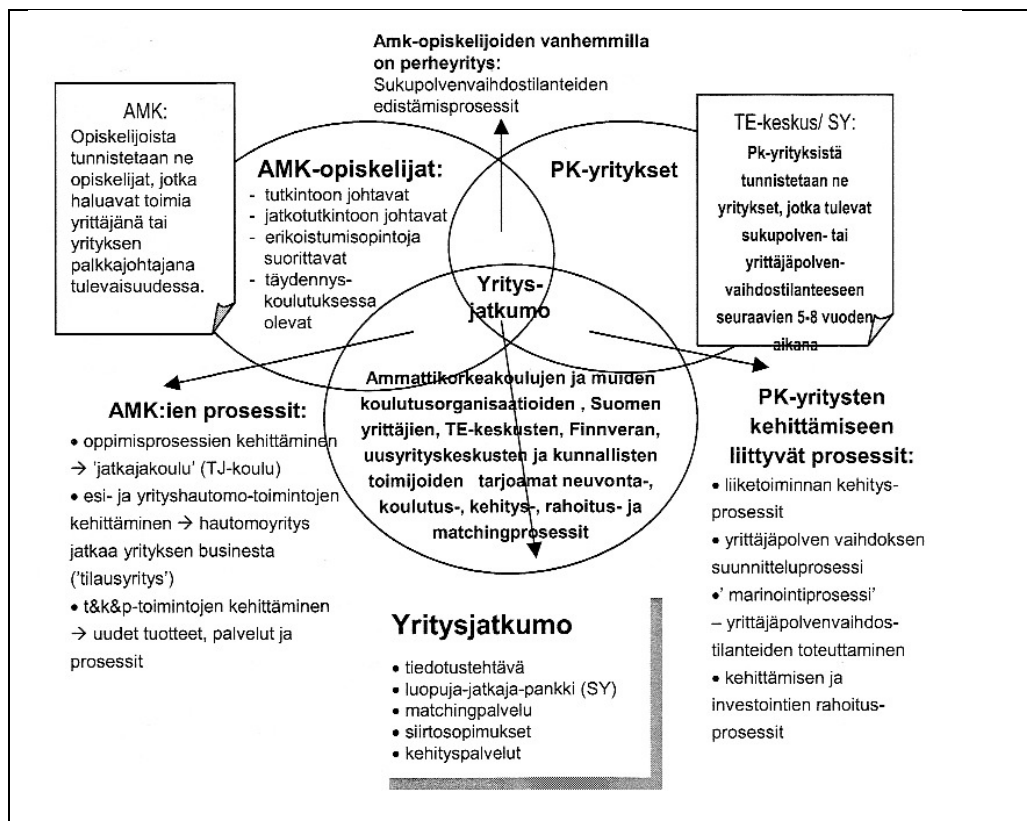 Amk-opiskelijoiden vanhemmilla
on perheyritys:
Sukupolvenvaihdostilanteiden
edistämisprosessit
AMK:
Opiskelijoista
tunnistetaan ne
opiskelijat, jotka
haluavat toimia
yrittäjänä tai
yrityksen
palkkajohtajana
tulevaisuudessa.
AMK-opiskelijat:
- tutkintoon johtavat
- jatkotutkintoon johtavat
- erikoistumisopintoja
suorittavat
- täydennys-
koulutuksessa
olevat
PK-yritykset
TE-keskus/ SY:
Pk-yrityksistä
tunnistetaan ne
yritykset, jotka tulevat
sukupolven- tai
yrittäjäpolven-
vaihdostilanteeseen
seuraavien 5-8 vuoden
aikana
Yritys-
jatkumo
Ammattikorkeakoulujen ja muiden
koulutusorganisaatioiden , Suomen
yrittäjien, TE-keskusten, Finnveran,
uusyrityskeskusten ja kunnallisten
toimijoiden tarjoamat neuvonta-,
koulutus-, kehitys-, rahoitus- ja
matchingprosessit
AMK:ien prosessit:
• oppimisprosessien kehittäminen
→ 'jatkajakoulu' (TJ-koulu)
• esi- ja yrityshautomo-toimintojen
kehittäminen → hautomoyritys
jatkaa yrityksen businesta
('tilausyritys')
• t&k&p-toimintojen kehittäminen
→ uudet tuotteet, palvelut ja
prosessit
PK-yritysten
kehittämiseen
liittyvät prosessit:
• liiketoiminnan kehitys-
prosessit
• yrittäjäpolven vaihdoksen
suunnitteluprosessi
•' marinointiprosessi'
– yrittäjäpolvenvaihdos-
tilanteiden toteuttaminen
• kehittämisen ja
investointien rahoitus-
prosessit
Yritysjatkumo
• tiedotustehtävä
• luopuja-jatkaja-pankki (SY)
• matchingpalvelu
• siirtosopimukset
• kehityspalvelut